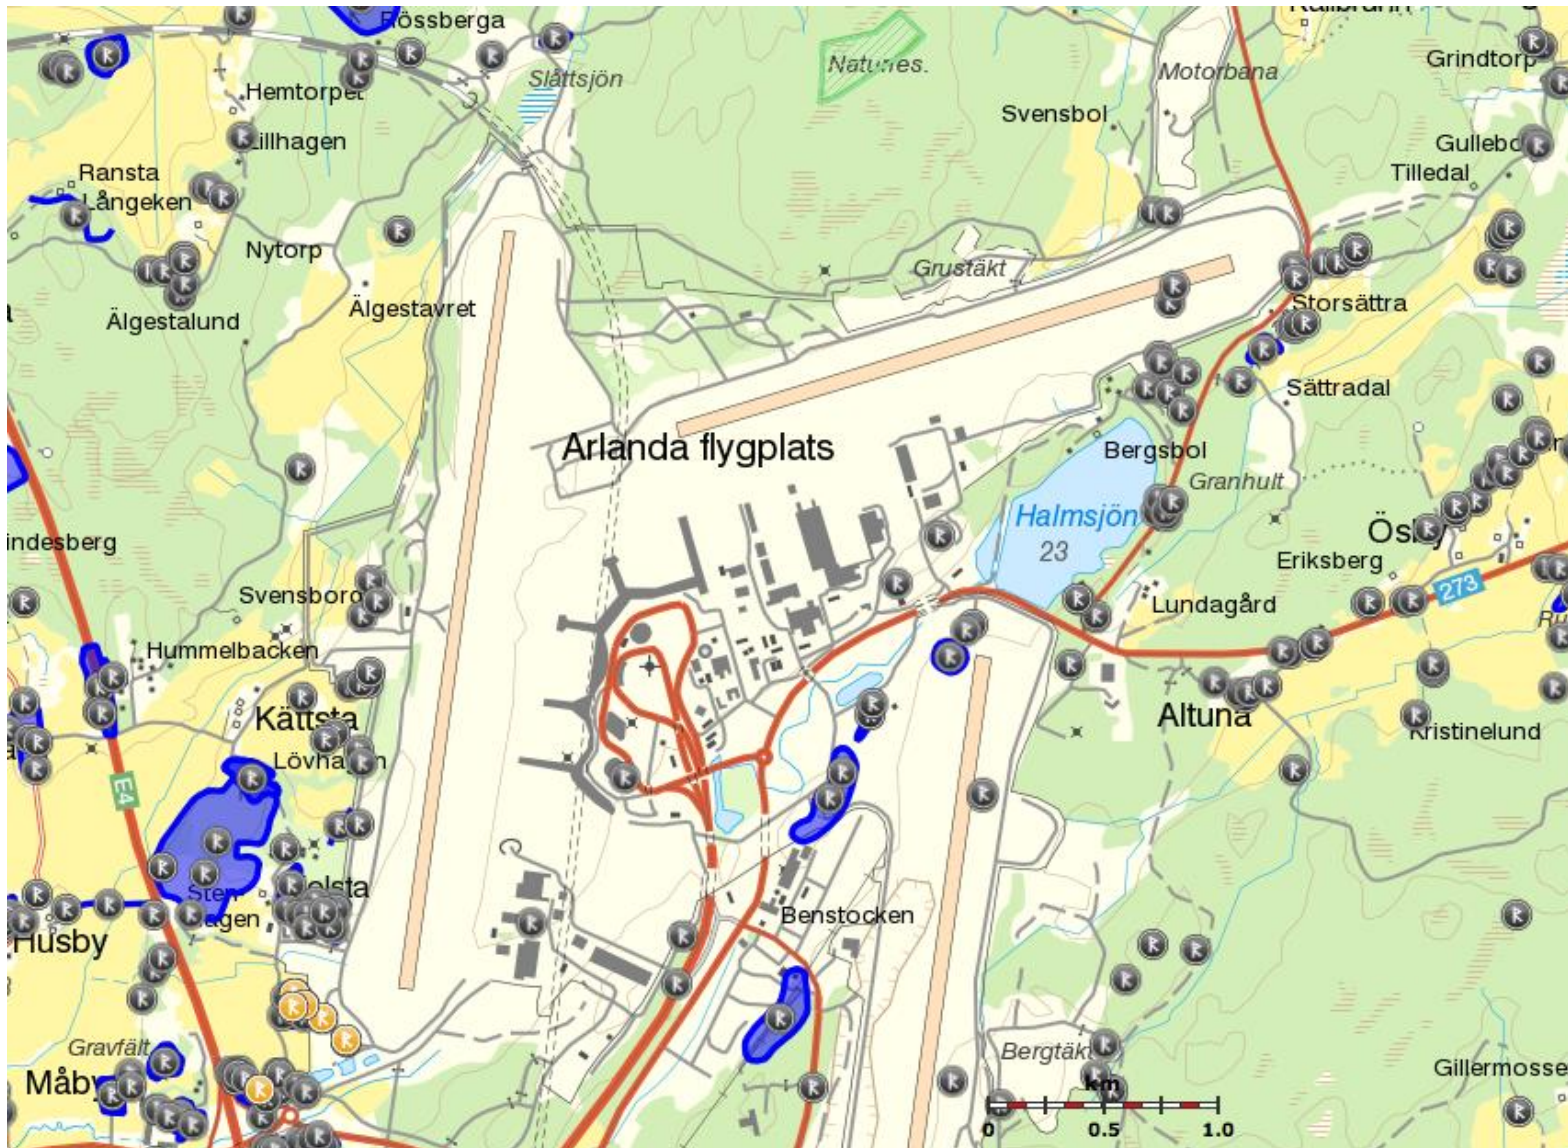 Rössberga
Hemtorpet
Slåttsjön
Naturres.
Motorbana
Grindtorp
Svensbol
Lillhagen
Gullebo
Tilledal
Ransta
Långeken
Nytorp
Grustäkt
Älgestavret
Storsättra
Älgestalund
Sättradal
Arlanda flygplats
Bergsbol
Granhult
Halmsjön
23
Eriksberg
273
Svensboro
Lundagård
Hummelbacken
Kättsta
Altuna
Kristinelund
Lövhagen
E4
Benstocken
Husby
Gravfält
Måby
Bergtäkt
Gillermosse
km
0 0.5 1.0